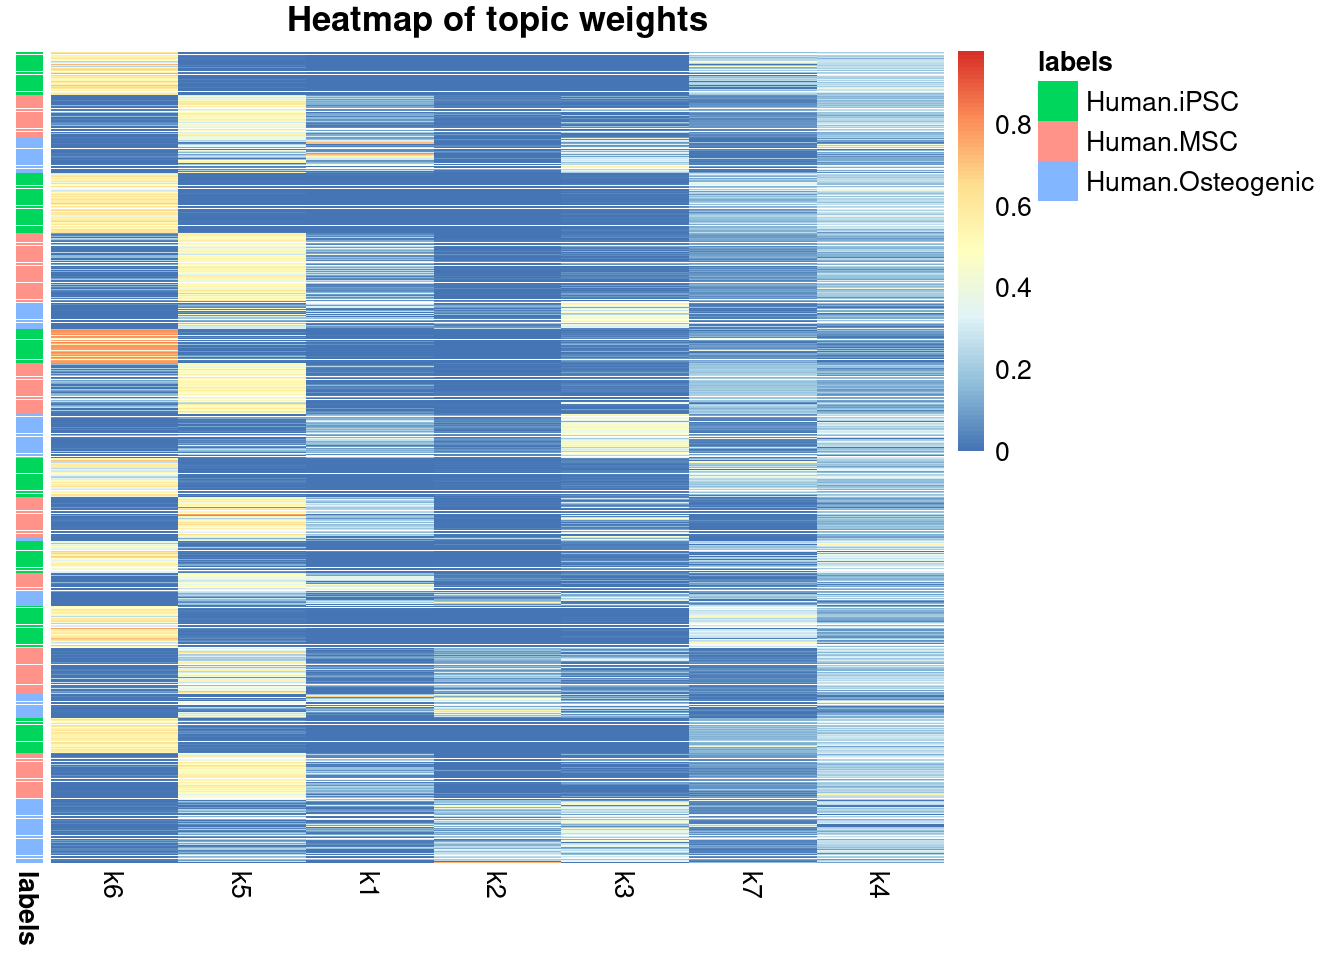 Heatmap of topic weights
labels
Human.iPSC
Human.MSC
Human.Osteogenic
0.8
0.6
0.4
0.2
0
labels
k6
k5
k1
k2
k3
k7
k4